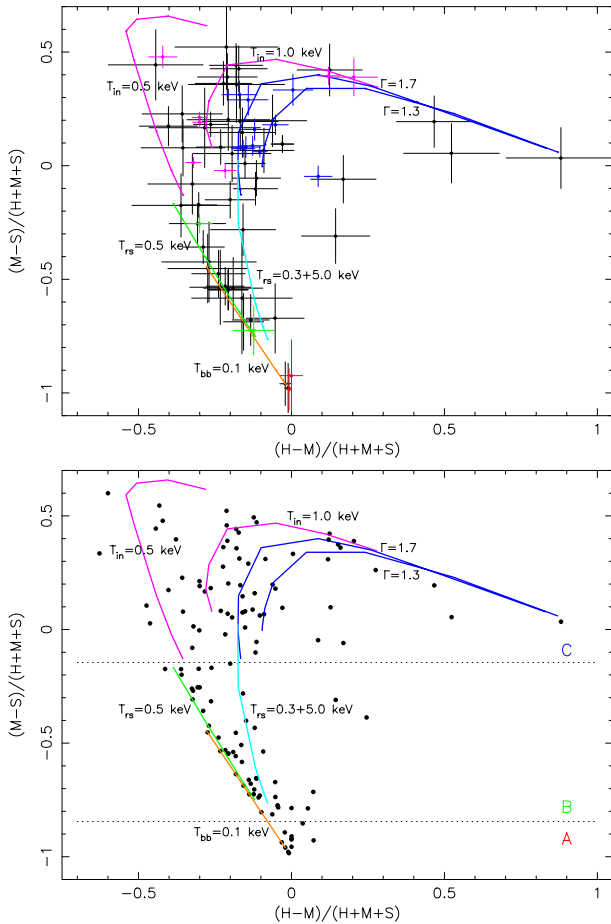 0.5
0
−0.5
−1
(M−S)/(H+M+S)
T_in=0.5 keV
T_in=1.0 keV
Γ=1.7
Γ=1.3
T_rs=0.5 keV
T_rs=0.3+5.0 keV
T_bb=0.1 keV
−0.5
0
0.5
1
(H−M)/(H+M+S)
0.5
0
−0.5
−1
(M−S)/(H+M+S)
T_in=0.5 keV
T_in=1.0 keV
Γ=1.7
Γ=1.3
C
T_rs=0.5 keV
T_rs=0.3+5.0 keV
B
T_bb=0.1 keV
A
−0.5
0
0.5
1
(H−M)/(H+M+S)